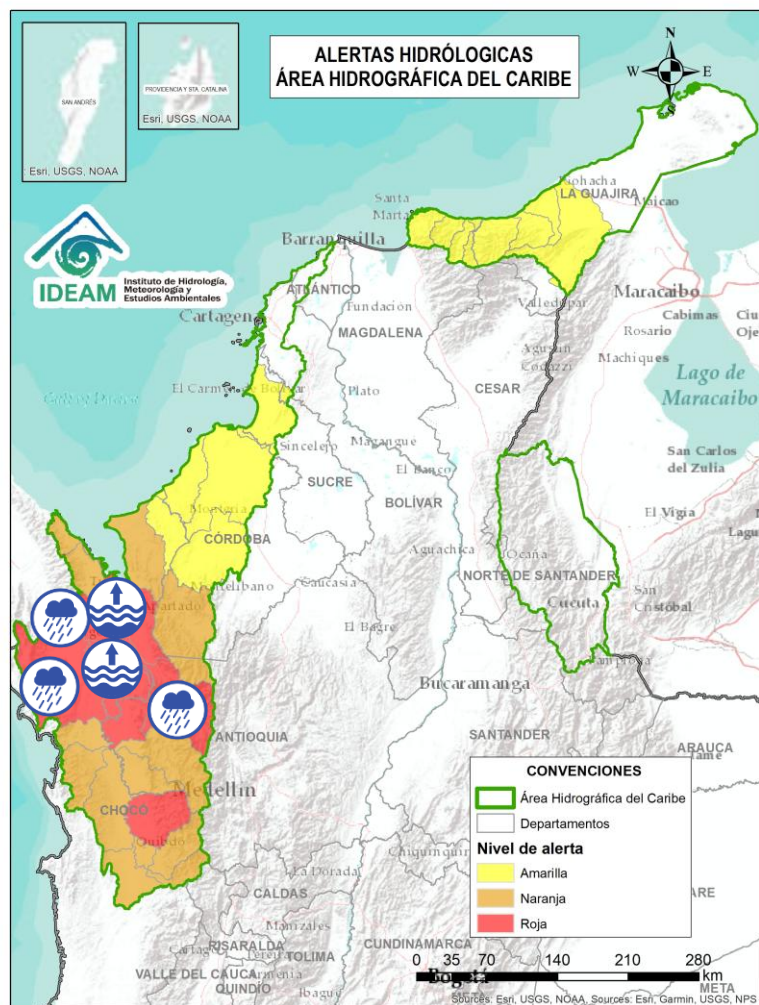 ALERTAS HIDRÓLOGICAS
ÁREA HIDROGRÁFICA DEL CARIBE
SAN ANDRÉS
Esri, USGS, NOAA
PROVIDENCIA Y STA. CATALINA
Esri, USGS, NOAA
N
W
E
S
IDEAM
Instituto de Hidrología,
Meteorología y
Estudios Ambientales
Riohacha
LA GUAJIRA
Maicao
Santa
Marta
Barranquilla
ATLÁNTICO
Cartagena
Fundación
MAGDALENA
Valledupar
Maracaibo
Cabimas
Rosario
Machiques
Agustín
Codazzi
CESAR
Lago de
Maracaibo
El Carmen de Bolívar
Plato
Sincelejo
Magangué
San Carlos
del Zulia
SUCRE
El Banco
BOLÍVAR
Montería
CÓRDOBA
El Vigía
Aguachica
Ocaña
NORTE DE SANTANDER
Montelibano
Caucasia
Apartadó
Cúcuta
San
Cristóbal
El Bagre
Pamplona
Bucaramanga
ANTIOQUIA
SANTANDER
ARAUCA
Medellín
CHOCÓ
Quibdó
CONVENCIONES
Área Hidrográfica del Caribe
Departamentos
Nivel de alerta
Amarilla
Naranja
Roja
La Dorada
CALDAS
Manizales
RISARALDA
Pereira
TOLIMA
CUNDINAMARCA
VALLE DEL CAUCA
Armenia
QUINDÍO
Ibagué
Bogotá
META
0 35 70 140 210 280
km
META
Sources: Esri, USGS, NOAA, Sources: Esri, Garmin, USGS, NPS